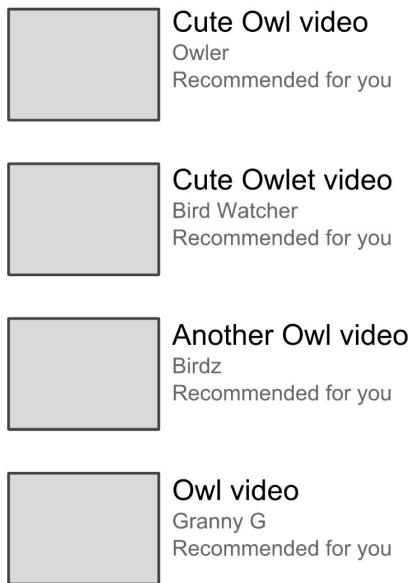 Cute Owl video
Owler
Recommended for you
Cute Owlet video
Bird Watcher
Recommended for you
Another Owl video
Birdz
Recommended for you
Owl video
Granny G
Recommended for you